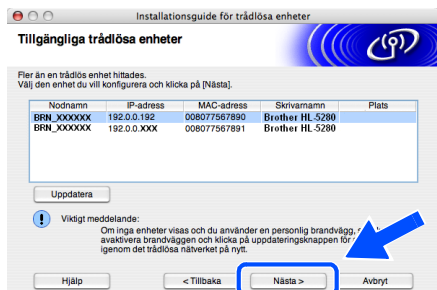 Installationsguide för trådlösa enheter
Tillgängliga trådlösa enheter
Fler än en trådlös enhet hittades.
Välj den enhet du vill konfigurera och klicka på [Nästa].
Nodnamn IP-adress MAC-adress Skrivarnamn Plats
BRN_XXXXXX 192.0.0.192 008077567890 Brother HL-5280
BRN_XXXXXX 192.0.0.XXX 008077567891 Brother HL-5280
Uppdatera
Viktigt meddelande:
Om inga enheter visas och du använder en personlig brandvägg,
avaktivera brandväggen och klicka på uppdateringsknappen för
igenom det trådlösa nätverket på nytt.
Hjälp < Tillbaka Nästa > Avbryt